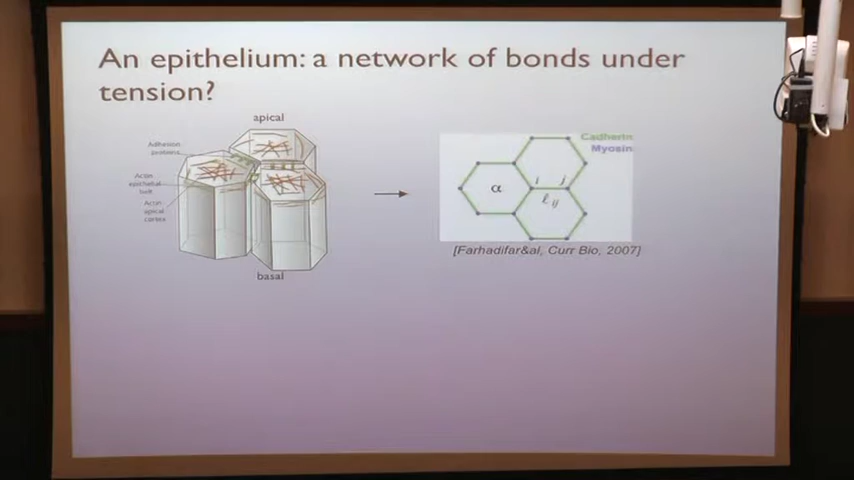 An epithelium: a network of bonds under
tension?
apical
Adhesion
proteins
Actin
epithelial
belt
Actin
apical
cortex
basal
Cadherin
Myosin
α
i
j
ℓ ij
[Farhadifar&al, Curr Bio, 2007]